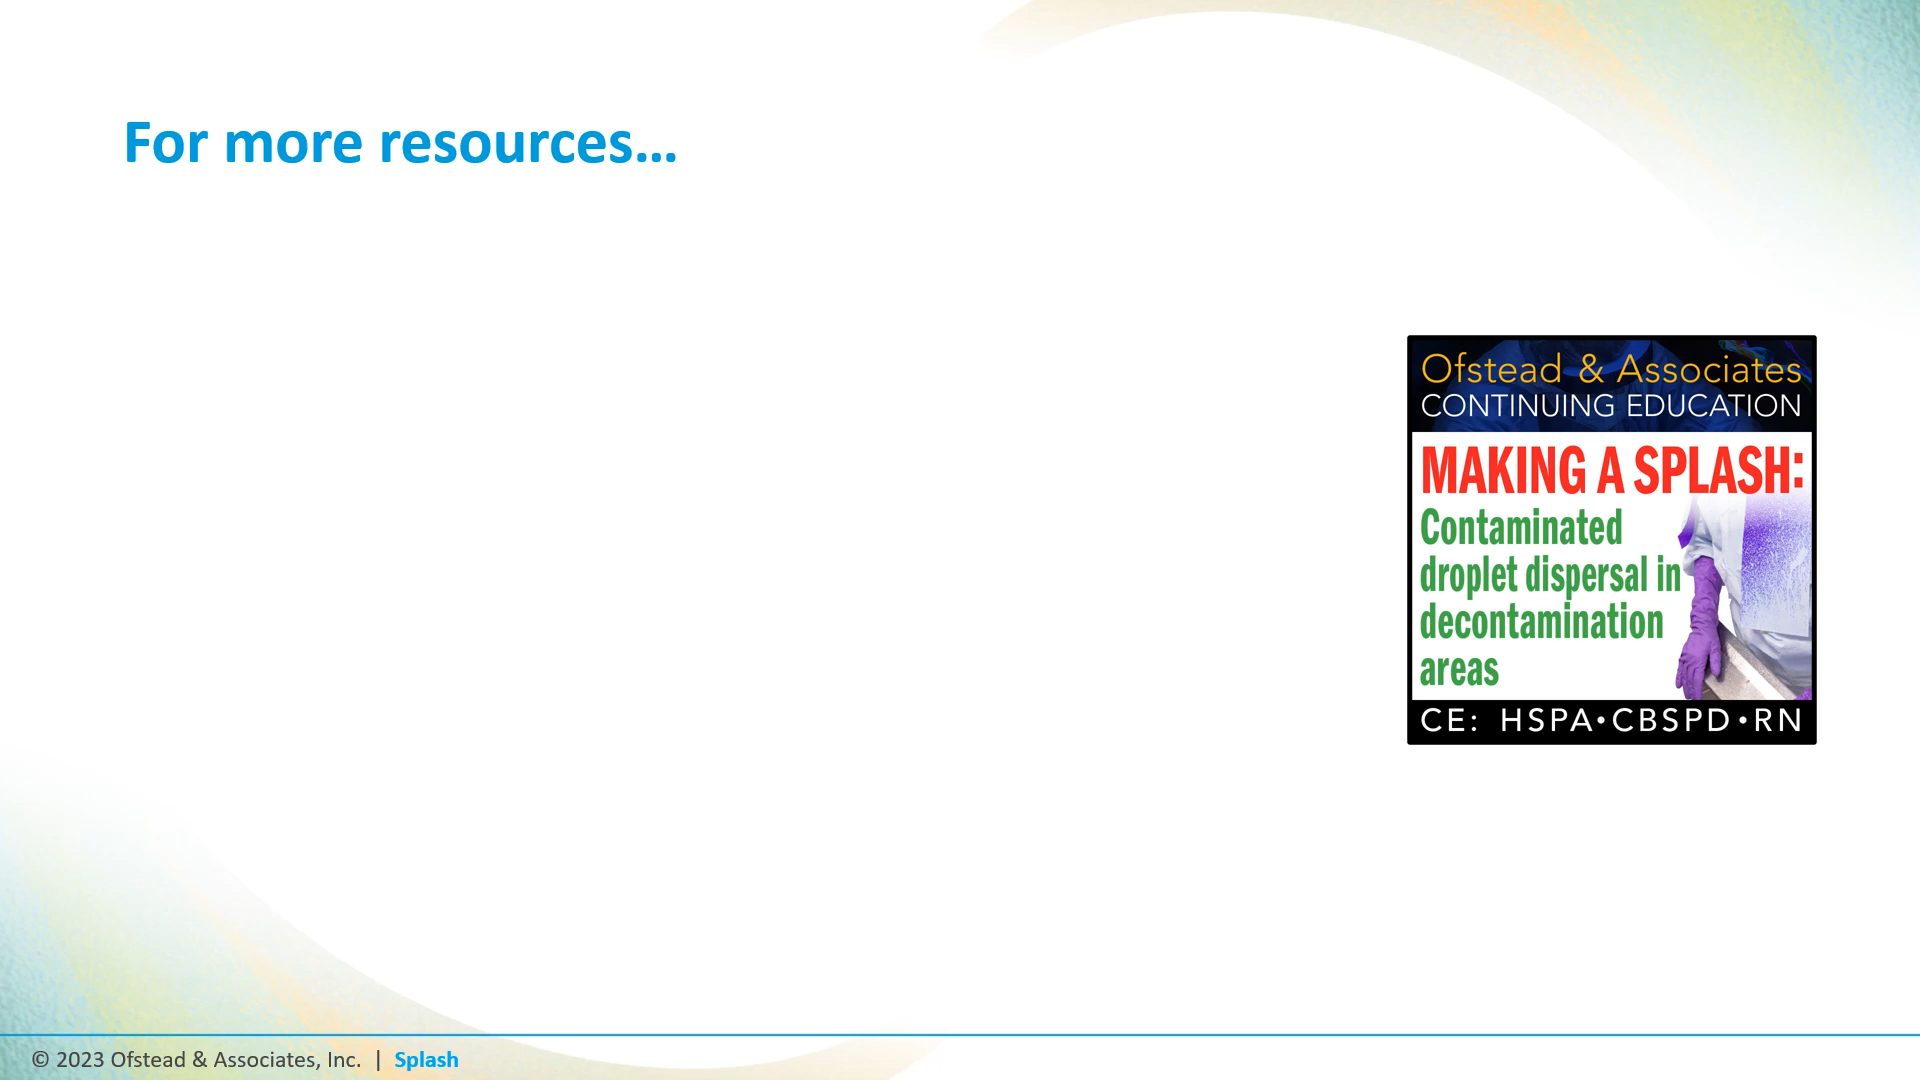 For more resources...
Ofstead & Associates
CONTINUING EDUCATION
MAKING A SPLASH:
Contaminated
droplet dispersal in
decontamination
areas
CE: HSPA•CBSPD•RN
© 2023 Ofstead & Associates, Inc. | Splash